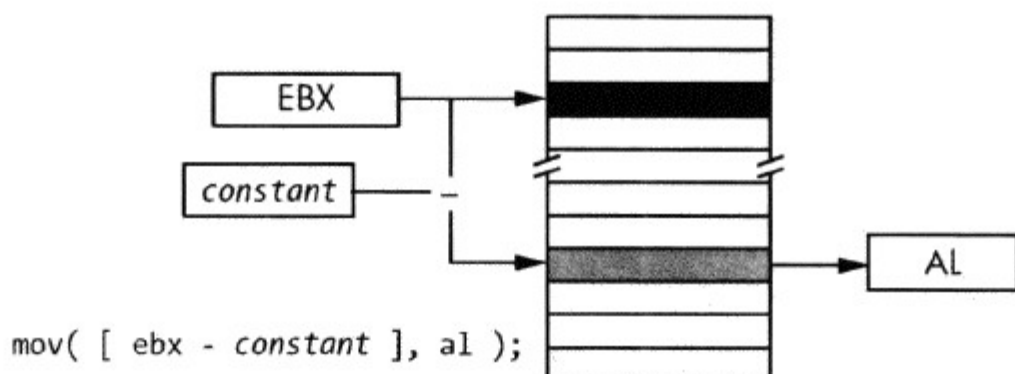 EBX
constant
–
AL
mov( [ ebx - constant ], al );